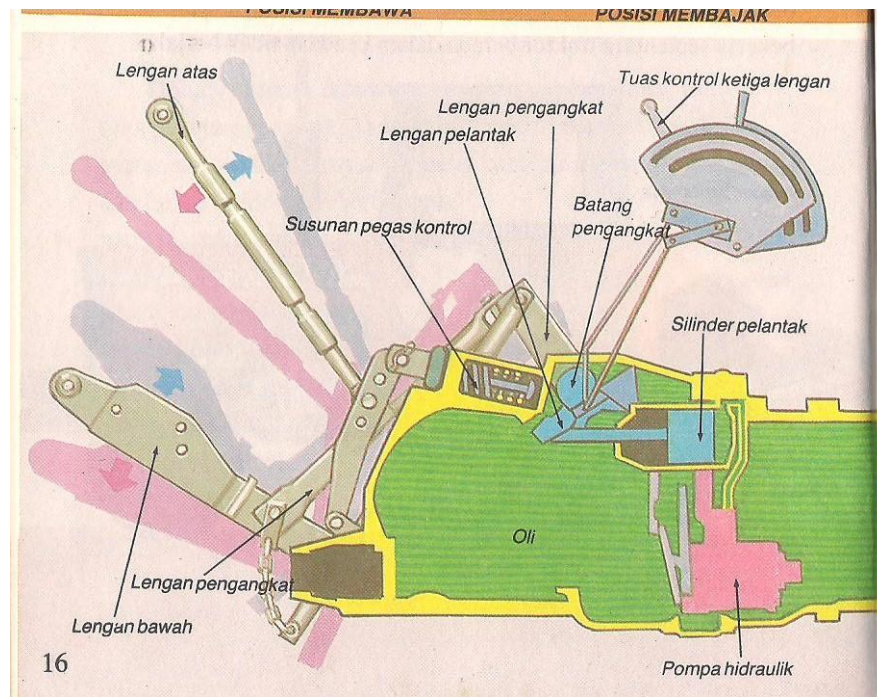 POSISI MEMBAWA
POSISI MEMBAJAK
Lengan atas
Tuas kontrol ketiga lengan
Lengan pengangkat
Lengan pelantak
Batang
pengangkat
Susunan pegas kontrol
Silinder pelantak
Oli
Lengan pengangkat
Lengan bawah
16
Pompa hidraulik